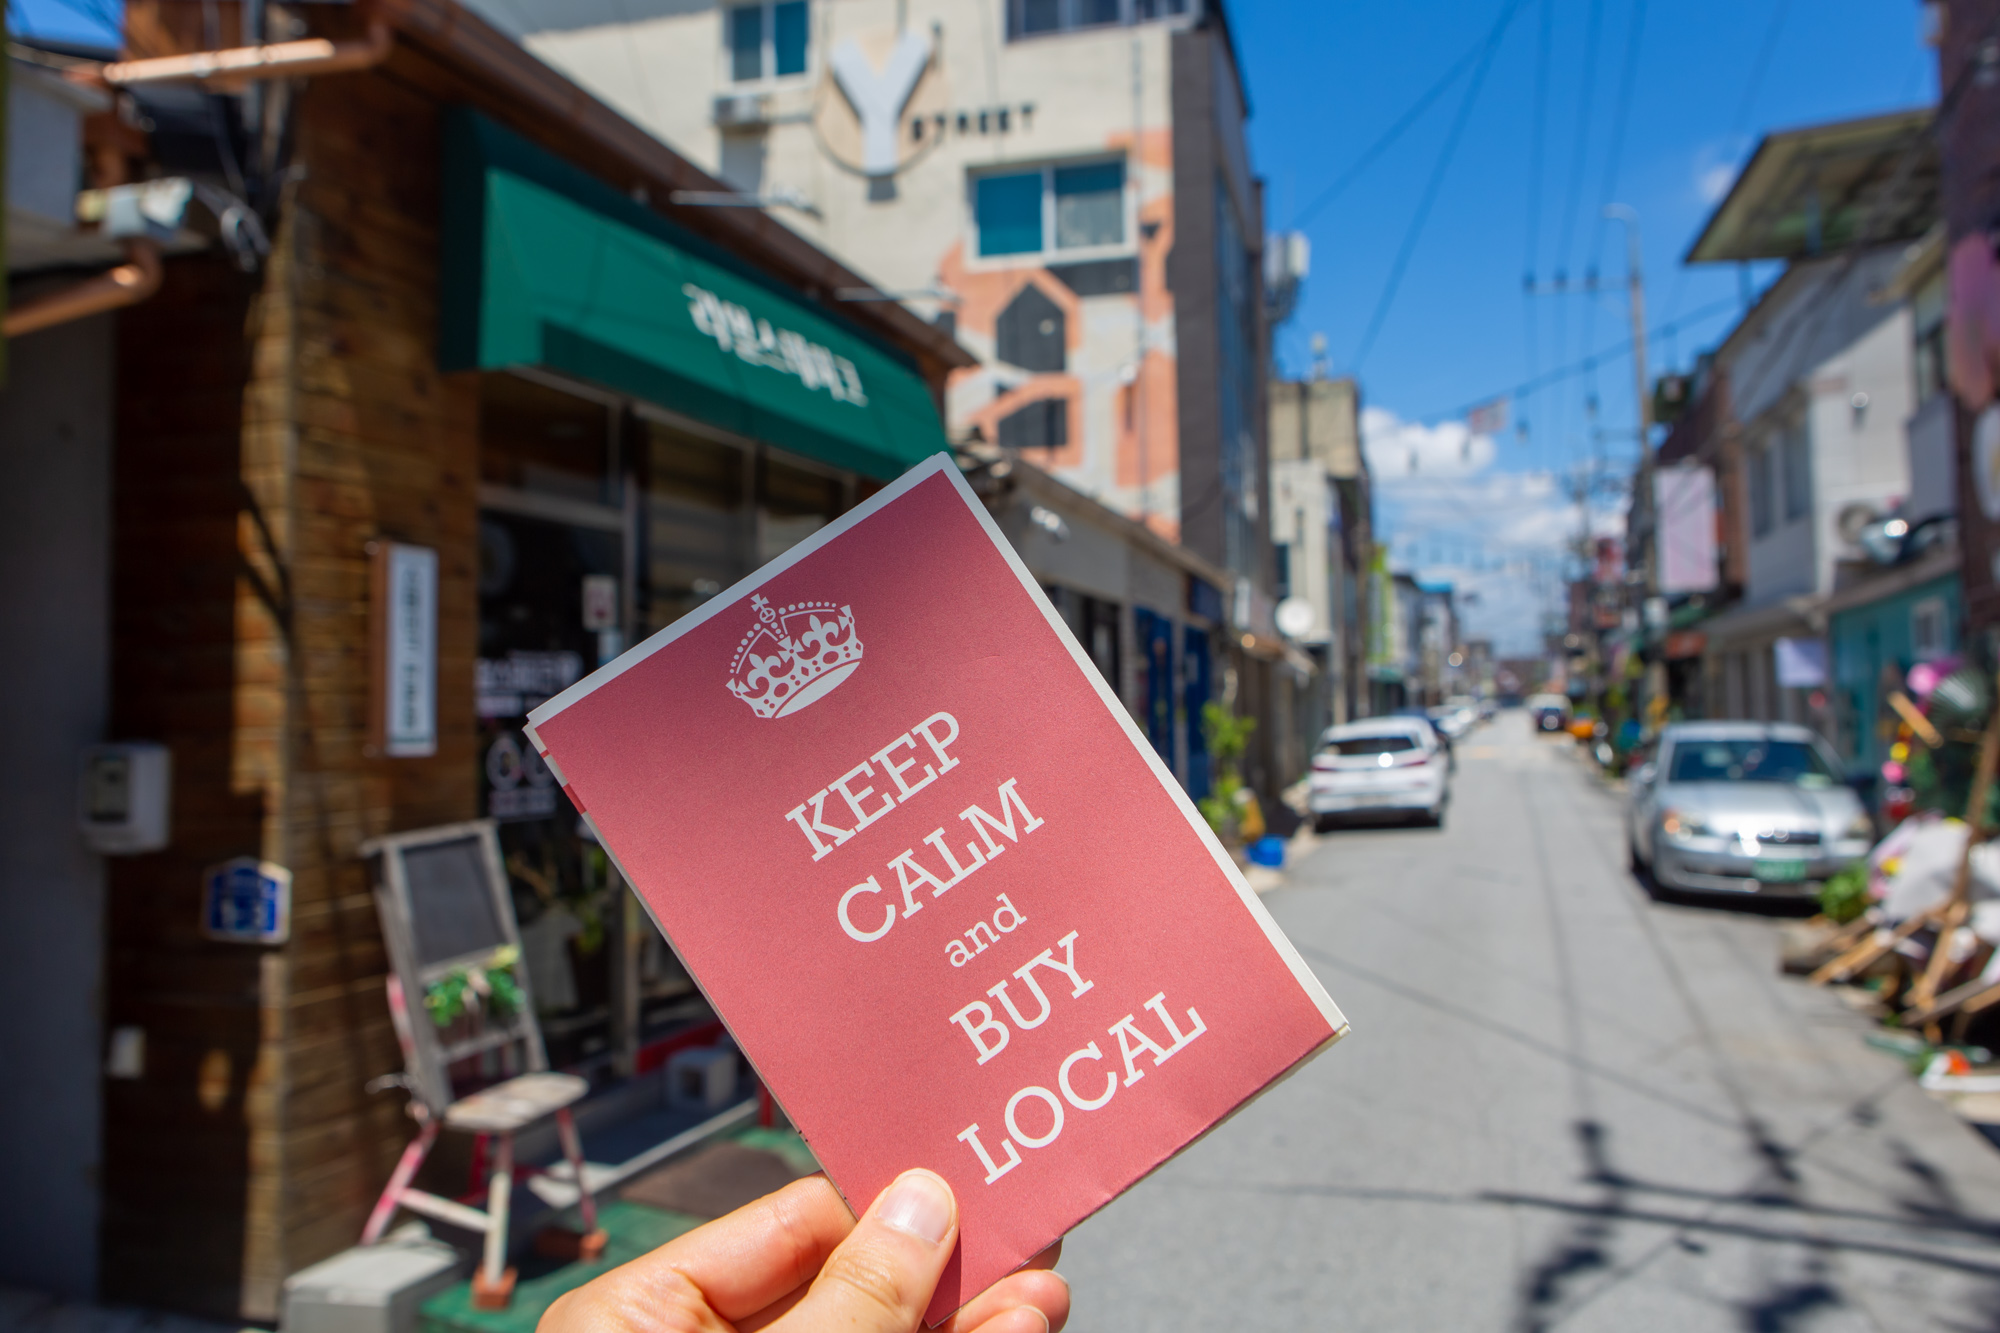 Y
STREET
KEEP
CALM
and
BUY
LOCAL